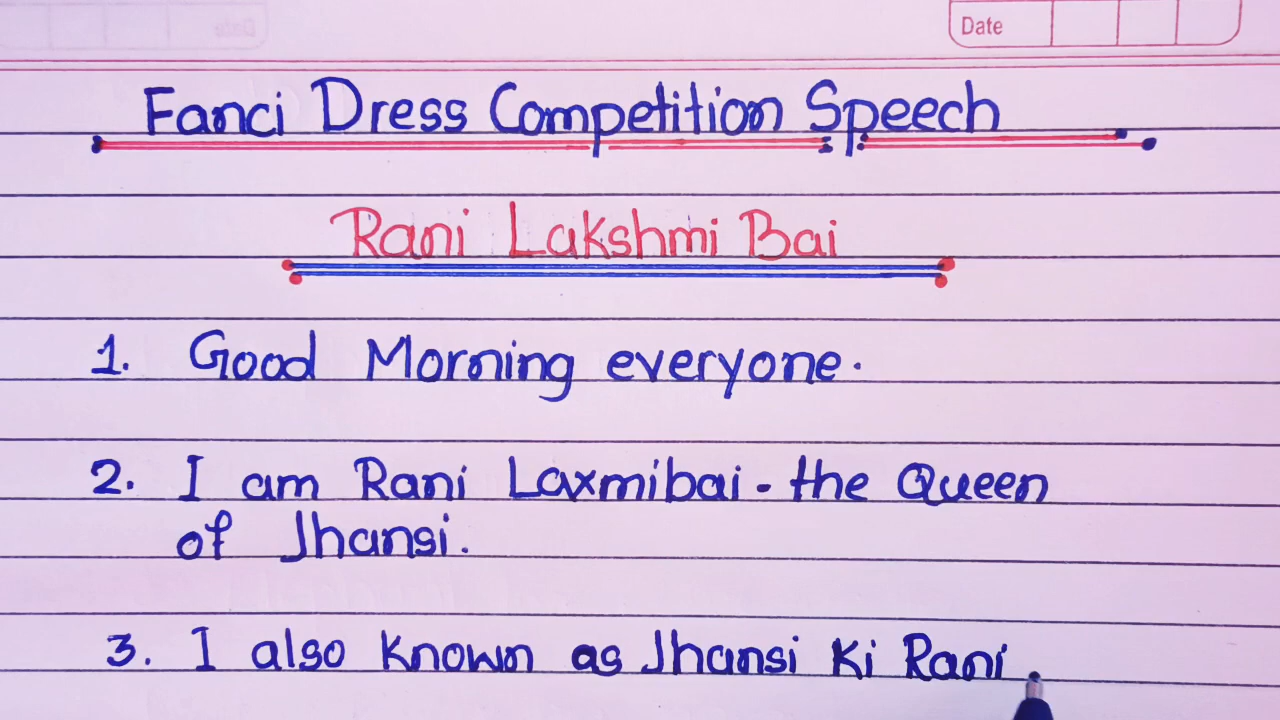 Date
Fanci Dress Competition Speech
Rani Lakshmi Bai
1. Good Morning everyone.
2. I am Rani Laxmibai - the Queen
of Jhansi.
3. I also known as Jhansi Ki Rani